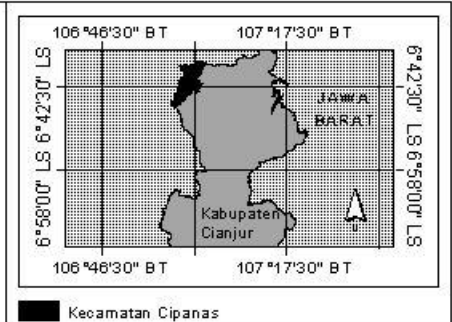 106°46'30" BT 107°17'30" BT
6°42'30" LS
6°58'00" LS
JAWA
BARAT
6°42'30" LS
6°58'00" LS
Kabupaten
Cianjur
106°46'30" BT 107°17'30" BT
Kecamatan Cipanas